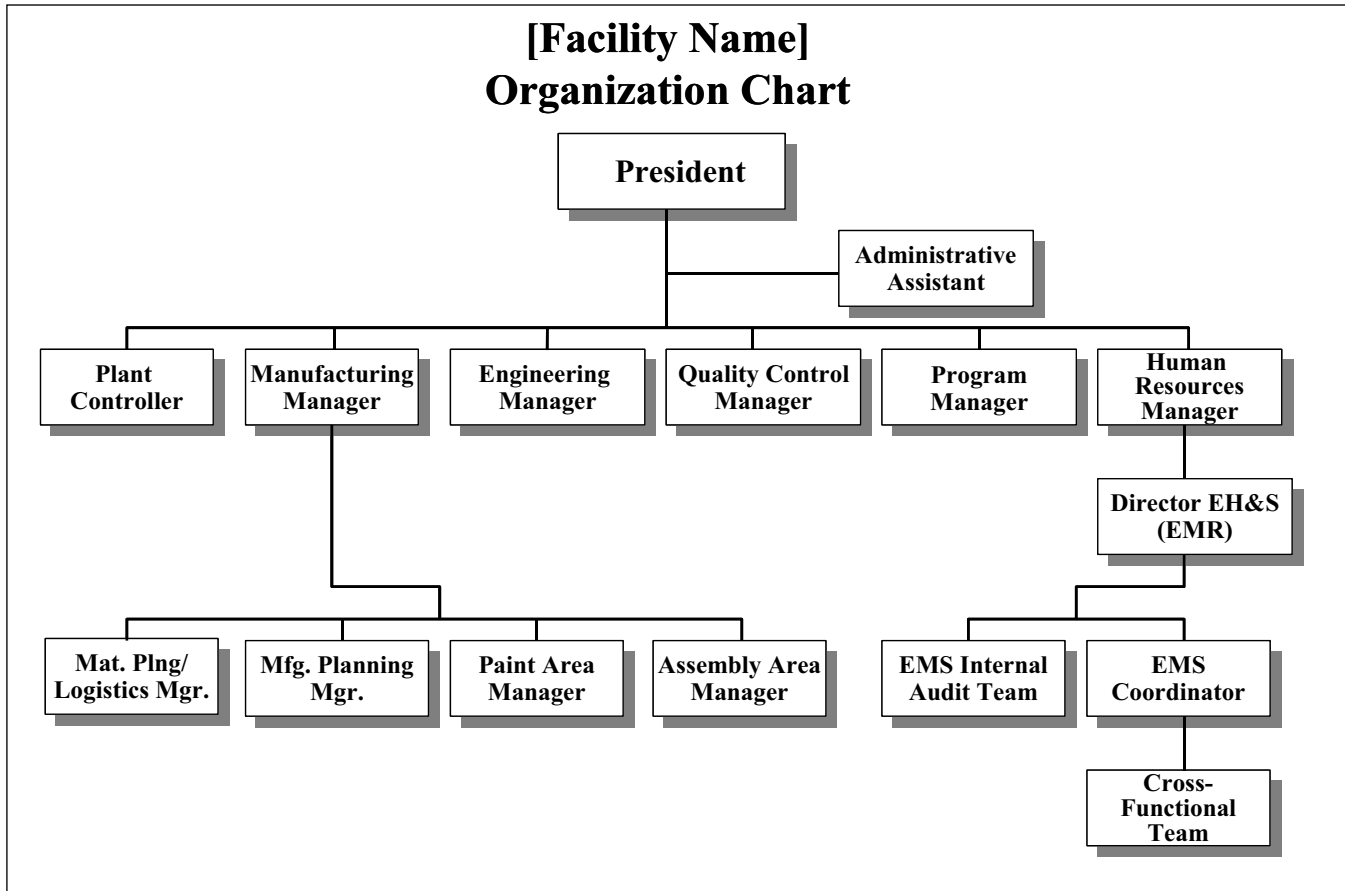 [Facility Name]
Organization Chart
President
Administrative
Assistant
Plant
Controller
Manufacturing
Manager
Engineering
Manager
Quality Control
Manager
Program
Manager
Human
Resources
Manager
Director EH&S
(EMR)
Mat. Plng/
Logistics Mgr.
Mfg. Planning
Mgr.
Paint Area
Manager
Assembly Area
Manager
EMS Internal
Audit Team
EMS
Coordinator
Cross-
Functional
Team